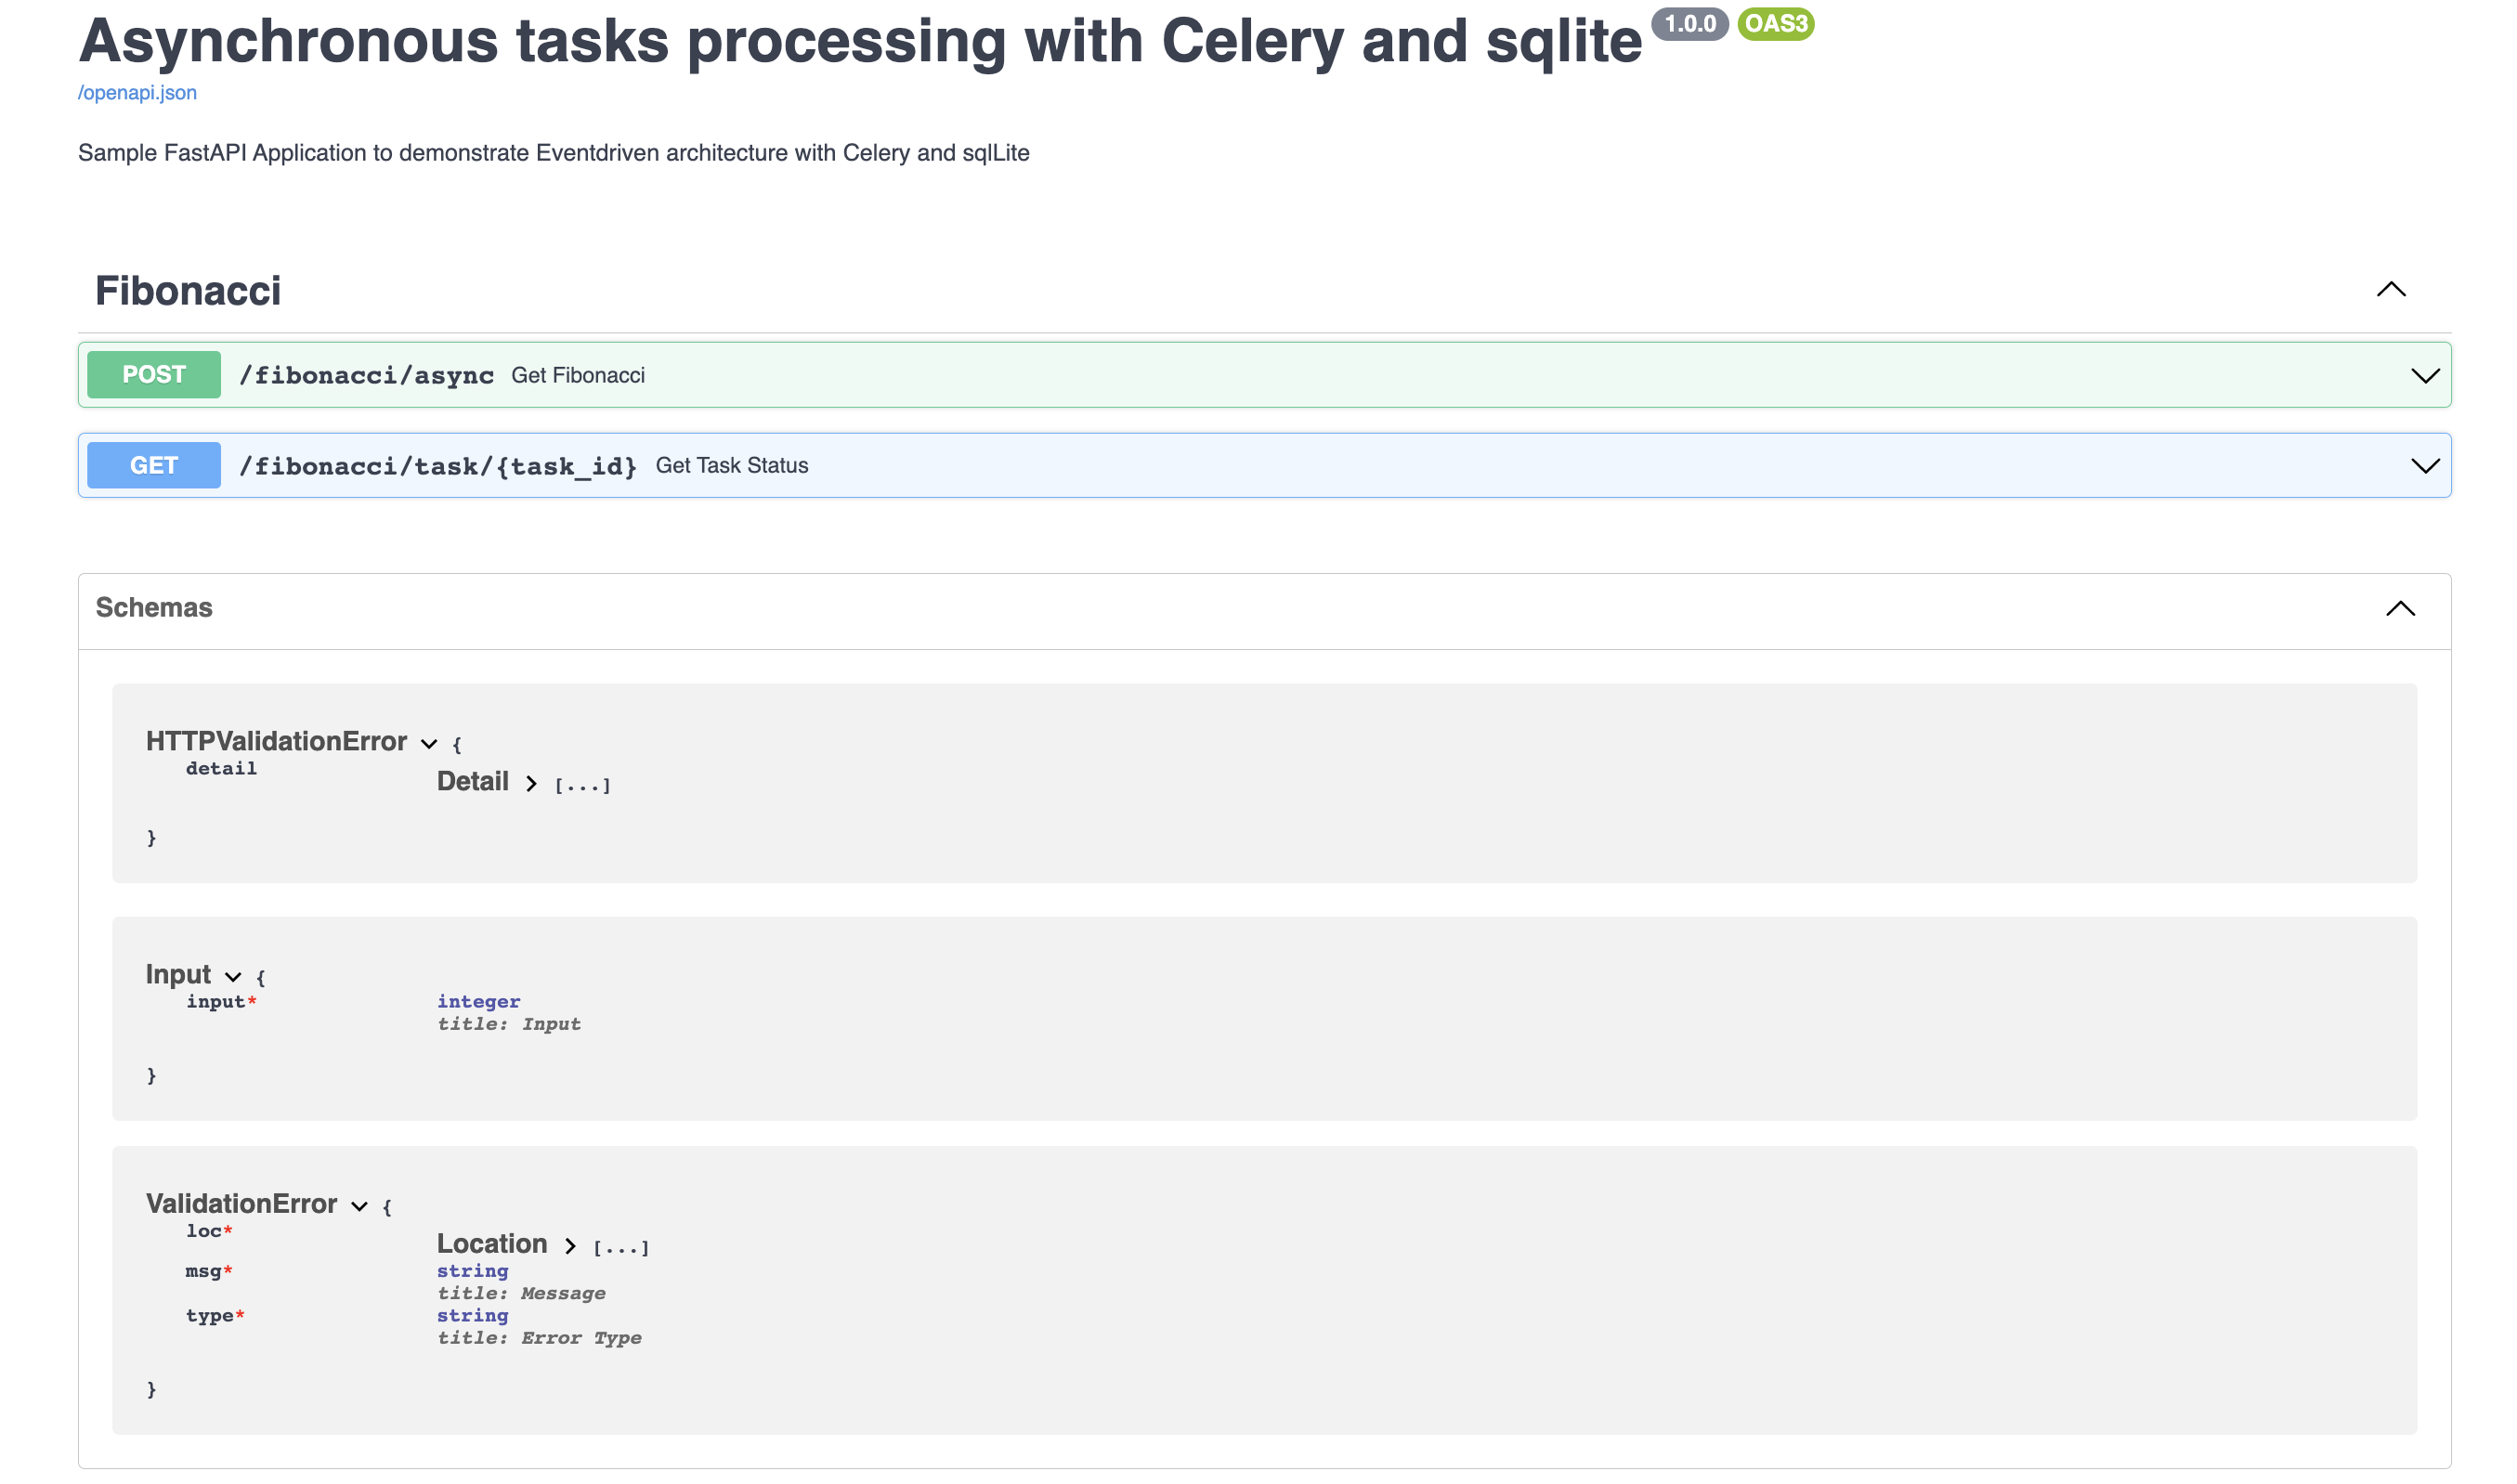 Asynchronous tasks processing with Celery and sqlite 1.0.0 OAS3
/openapi.json
Sample FastAPI Application to demonstrate Eventdriven architecture with Celery and sqlLite
Fibonacci
POST /fibonacci/async Get Fibonacci
GET /fibonacci/task/{task_id} Get Task Status
Schemas
HTTPValidationError {
detail
Detail > [...]
}
Input {
input* integer
title: Input
}
ValidationError {
loc*
Location > [...]
msg* string
title: Message
type* string
title: Error Type
}